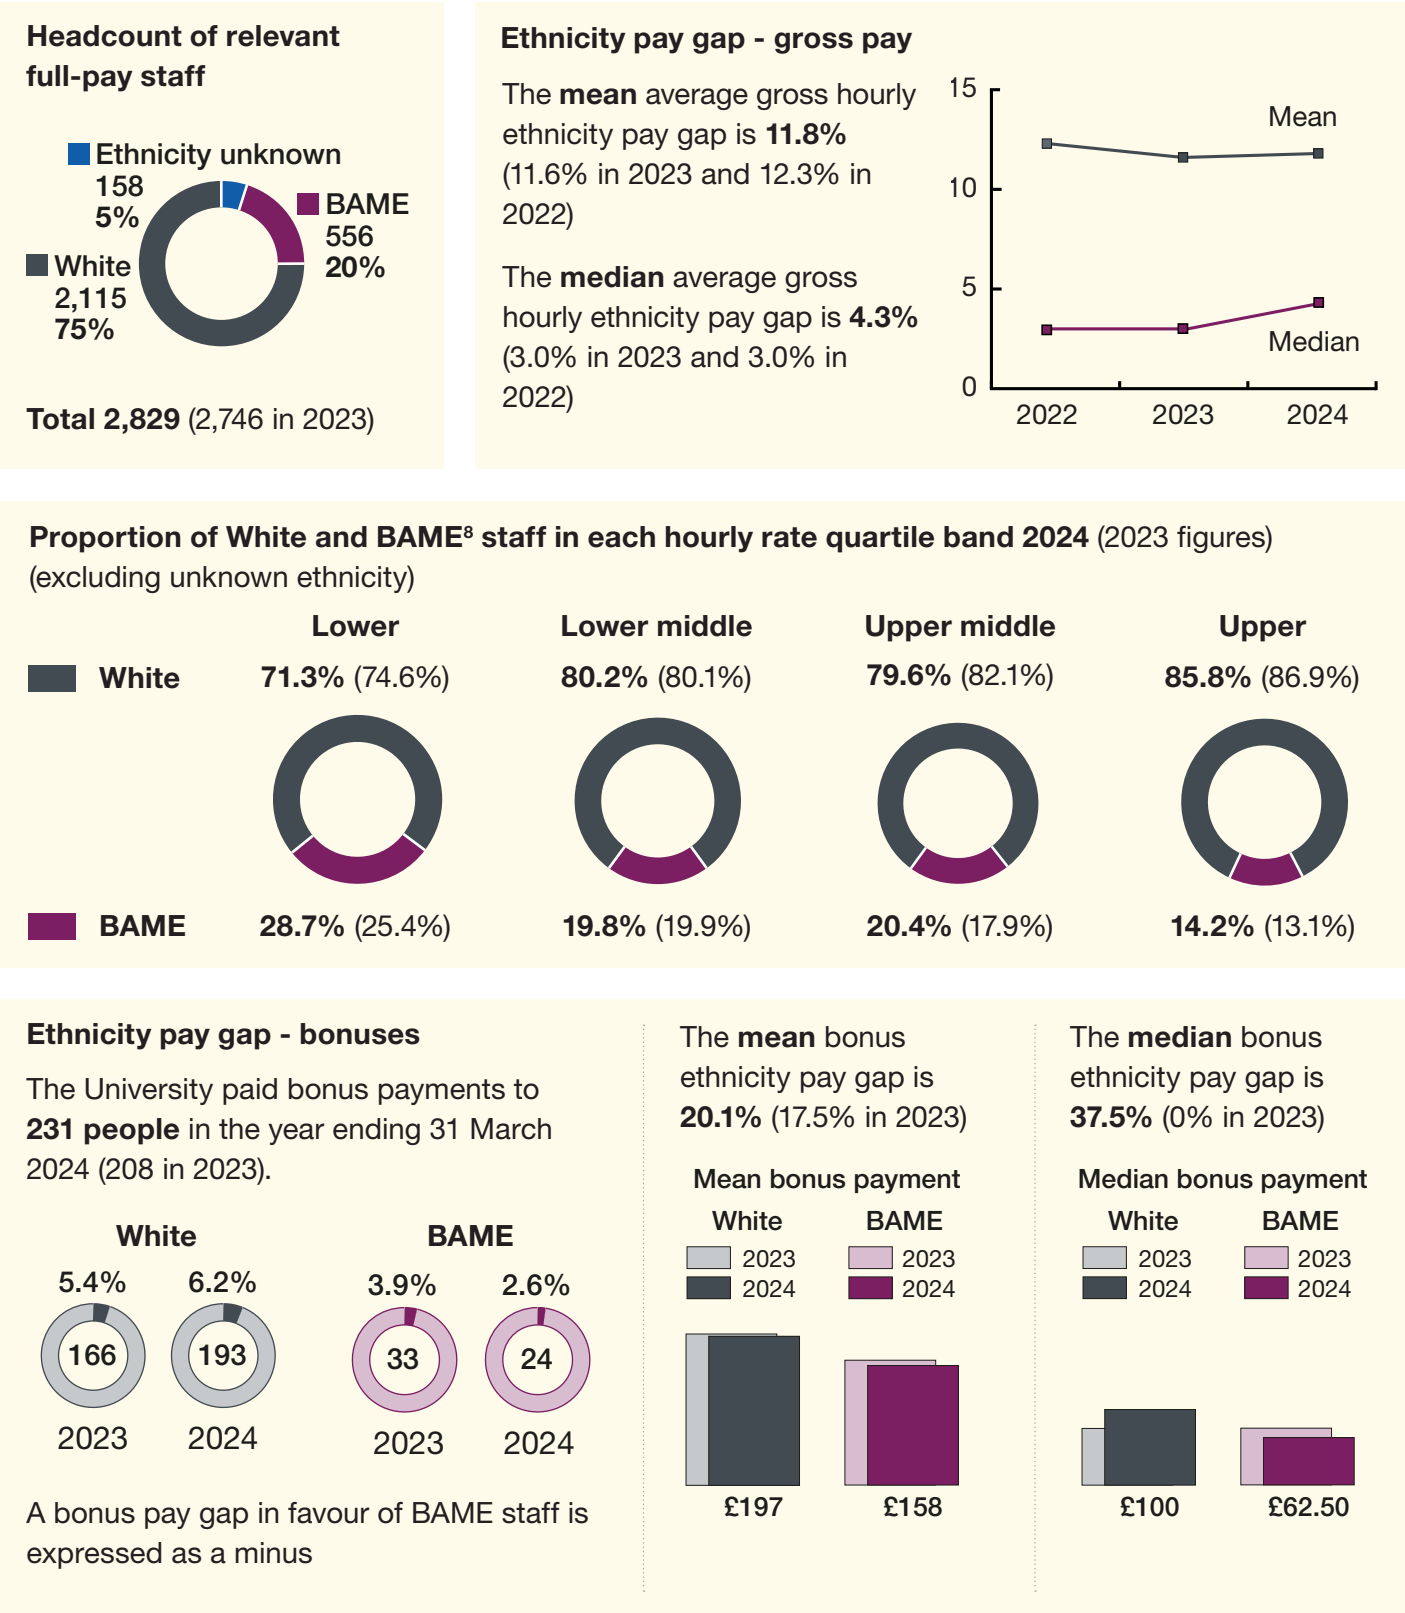 Headcount of relevant
full-pay staff
Ethnicity unknown
158
5%
BAME
556
20%
White
2,115
75%
Total 2,829 (2,746 in 2023)
Ethnicity pay gap - gross pay
The mean average gross hourly
ethnicity pay gap is 11.8%
(11.6% in 2023 and 12.3% in
2022)
The median average gross
hourly ethnicity pay gap is 4.3%
(3.0% in 2023 and 3.0% in
2022)
15
10
5
0
Mean
Median
2022 2023 2024
Proportion of White and BAME⁸ staff in each hourly rate quartile band 2024 (2023 figures)
(excluding unknown ethnicity)
Lower Lower middle Upper middle Upper
White 71.3% (74.6%) 80.2% (80.1%) 79.6% (82.1%) 85.8% (86.9%)
BAME 28.7% (25.4%) 19.8% (19.9%) 20.4% (17.9%) 14.2% (13.1%)
Ethnicity pay gap - bonuses
The University paid bonus payments to
231 people in the year ending 31 March
2024 (208 in 2023).
White BAME
5.4% 6.2% 3.9% 2.6%
166 193 33 24
2023 2024 2023 2024
A bonus pay gap in favour of BAME staff is
expressed as a minus
The mean bonus
ethnicity pay gap is
20.1% (17.5% in 2023)
Mean bonus payment
White BAME
2023 2023
2024 2024
£197 £158
The median bonus
ethnicity pay gap is
37.5% (0% in 2023)
Median bonus payment
White BAME
2023 2023
2024 2024
£100 £62.50